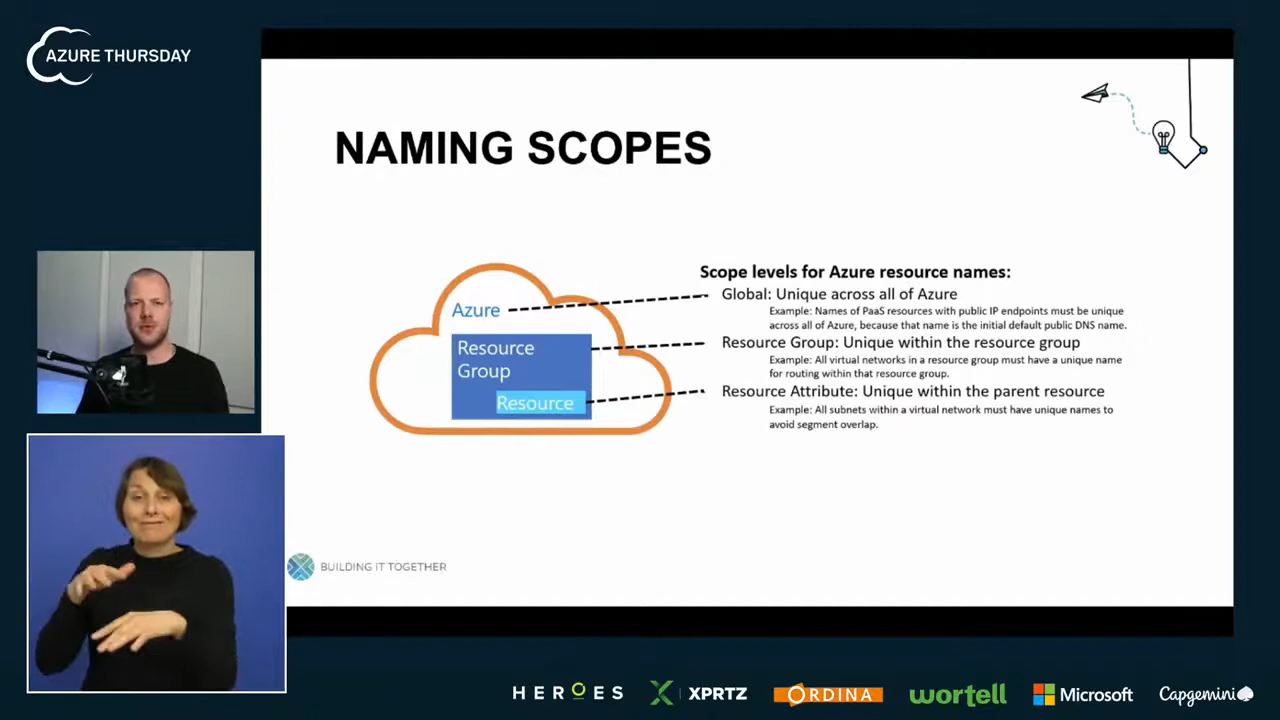 AZURE THURSDAY
NAMING SCOPES
Azure
Resource
Group
Resource
Scope levels for Azure resource names:
Global: Unique across all of Azure
Example: Names of PaaS resources with public IP endpoints must be unique
across all of Azure, because that name is the initial default public DNS name.
Resource Group: Unique within the resource group
Example: All virtual networks in a resource group must have a unique name
for routing within that resource group.
Resource Attribute: Unique within the parent resource
Example: All subnets within a virtual network must have unique names to
avoid segment overlap.
BUILDING IT TOGETHER
HEROES
XPRTZ
ORDINA
wortell
Microsoft
Capgemini